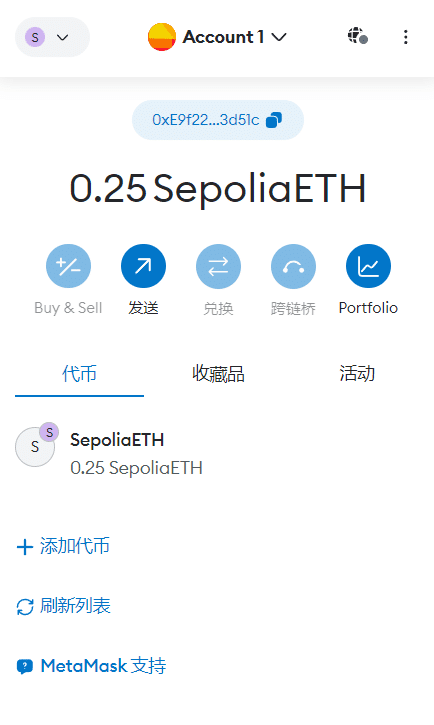 S
Account 1
0xE9f22...3d51c
0.25 SepoliaETH
Buy & Sell
发送
兑换
跨链桥
Portfolio
代币
收藏品
活动
S
S
SepoliaETH
0.25 SepoliaETH
添加代币
刷新列表
MetaMask 支持